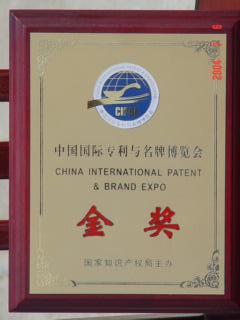 中国国际专利与名牌博览会
CHINA INTERNATIONAL PATENT
& BRAND EXPO
金奖
国家知识产权局主办